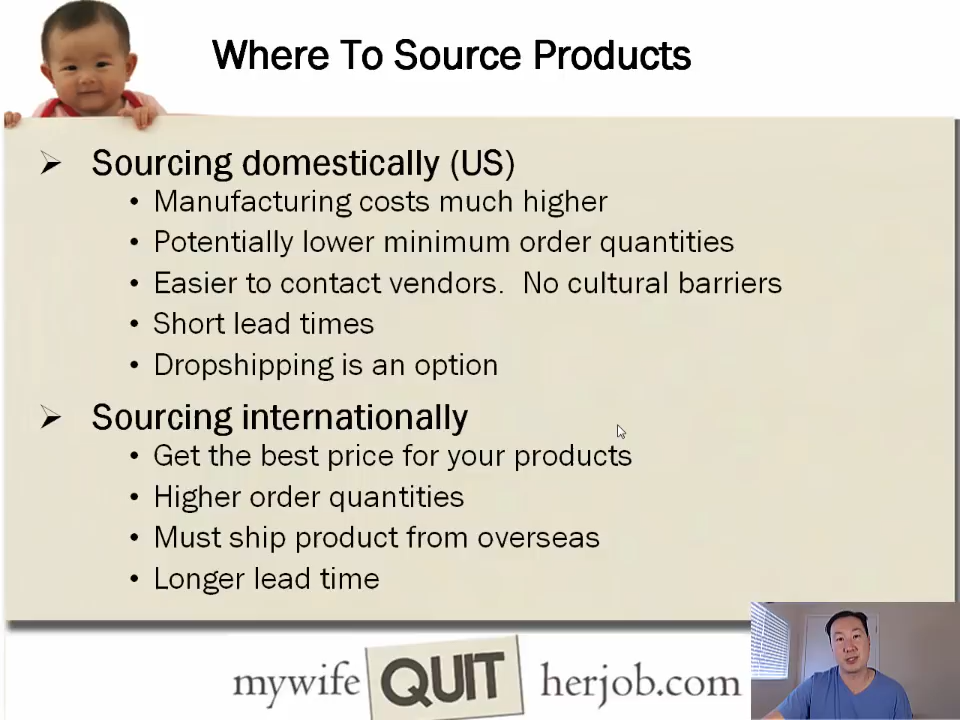 Where To Source Products
Sourcing domestically (US)
Manufacturing costs much higher
Potentially lower minimum order quantities
Easier to contact vendors.  No cultural barriers
Short lead times
Dropshipping is an option
Sourcing internationally
Get the best price for your products
Higher order quantities
Must ship product from overseas
Longer lead time
mywife QUIT herjob.com